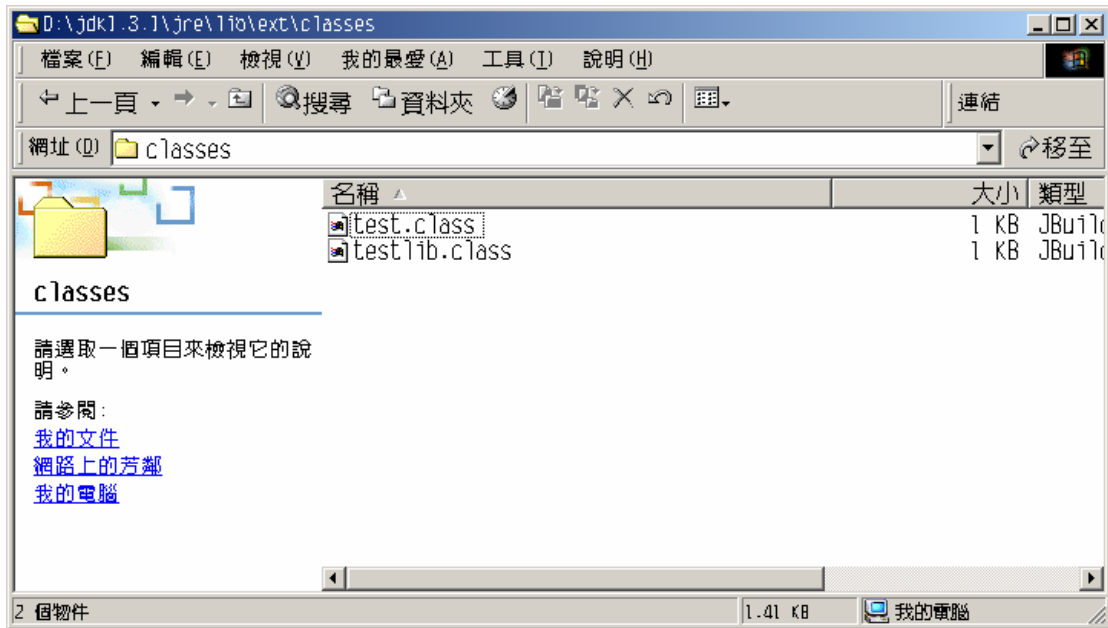 D:\jdk1.3.1\jre\lib\ext\classes
檔案(F) 編輯(E) 檢視(V) 我的最愛(A) 工具(T) 說明(H)
上一頁 搜尋 資料夾 連結
網址(D) classes 移至
名稱 大小 類型
test.class 1 KB JBuild
testlib.class 1 KB JBuild
classes
請選取一個項目來檢視它的說
明。
請參閱:
我的文件
網路上的芳鄰
我的電腦
2 個物件 1.41 KB 我的電腦